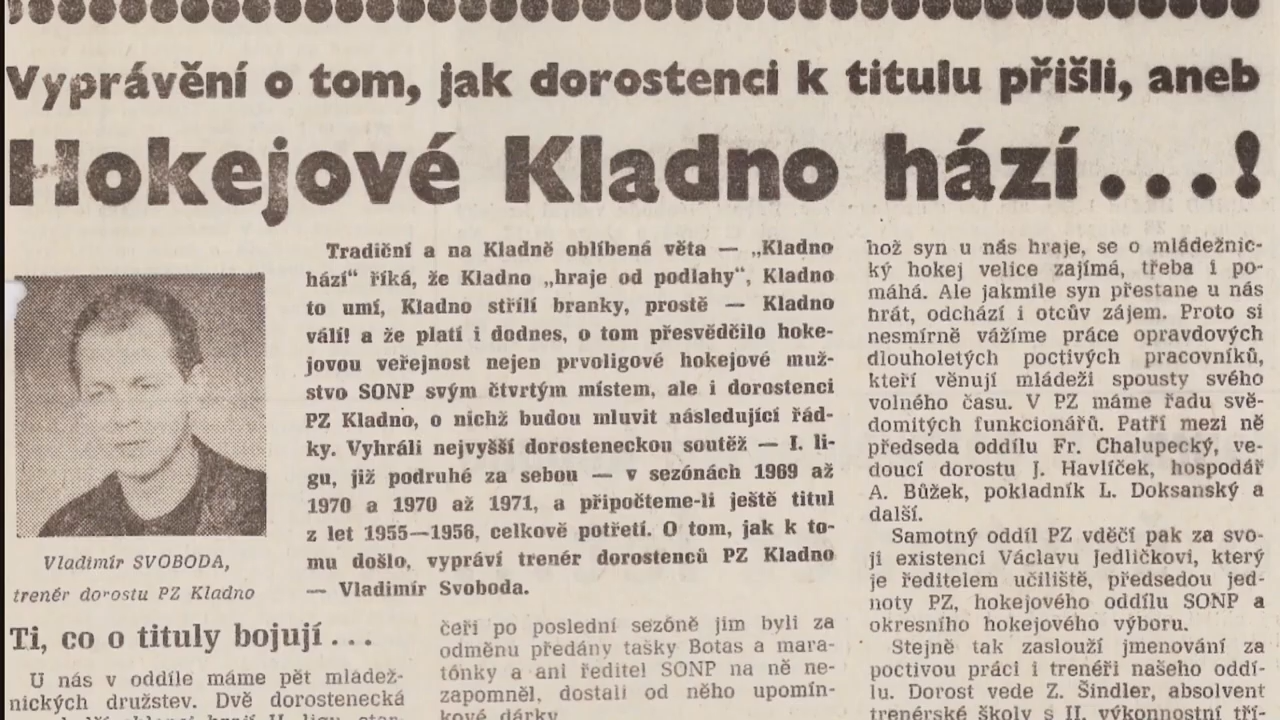 Vyprávění o tom, jak dorostenci k titulu přišli, aneb
Hokejové Kladno hází...!
Tradiční a na Kladně oblíbená věta — „Kladno
hází“ říká, že Kladno „hraje od podlahy“, Kladno
to umí, Kladno střílí branky, prostě — Kladno
válí! a že platí i dodnes, o tom přesvědčilo hoke-
jovou veřejnost nejen prvoligové hokejové muž-
stvo SONP svým čtvrtým místem, ale i dorostenci
PZ Kladno, o nichž budou mluvit následující řád-
ky. Vyhráli nejvyšší dorosteneckou soutěž — I. li-
gu, již podruhé za sebou — v sezónách 1969 až
1970 a 1970 až 1971, a připočteme-li ještě titul
z let 1955—1956, celkově potřetí. O tom, jak k to-
mu došlo, vypráví trenér dorostenců PZ Kladno
— Vladimír Svoboda.
Vladimír SVOBODA,
trenér dorostu PZ Kladno
Ti, co o tituly bojují...
U nás v oddíle máme pět mládež-
nických družstev. Dvě dorostenecká
čeři po poslední sezóně jim byli za
odměnu předány tašky Botas a mara-
tónky a ani ředitel SONP na ně ne-
zapomněl, dostali od něho upomín-
kové dárky
hož syn u nás hraje, se o mládežnic-
ký hokej velice zajímá, třeba i po-
máhá. Ale jakmile syn přestane u nás
hrát, odchází i otcův zájem. Proto si
nesmírně vážíme práce opravdových
dlouholetých poctivých pracovníků,
kteří věnují mládeži spousty svého
volného času. V PZ máme řadu svě-
domitých funkcionářů. Patří mezi ně
předseda oddílu Fr. Chalupecký, ve-
doucí dorostu J. Havlíček, hospodář
A. Bůžek, pokladník L. Doksanský a
další.
Samotný oddíl PZ vděčí pak za svo-
ji existenci Václavu Jedličkovi, který
je ředitelem učiliště, předsedou jed-
noty PZ, hokejového oddílu SONP a
okresního hokejového výboru.
Stejně tak zaslouží jmenování za
poctivou práci i trenéři našeho oddí-
lu. Dorost vede Z. Šindler, absolvent
trenérské školy s II. výkonnostní tří-